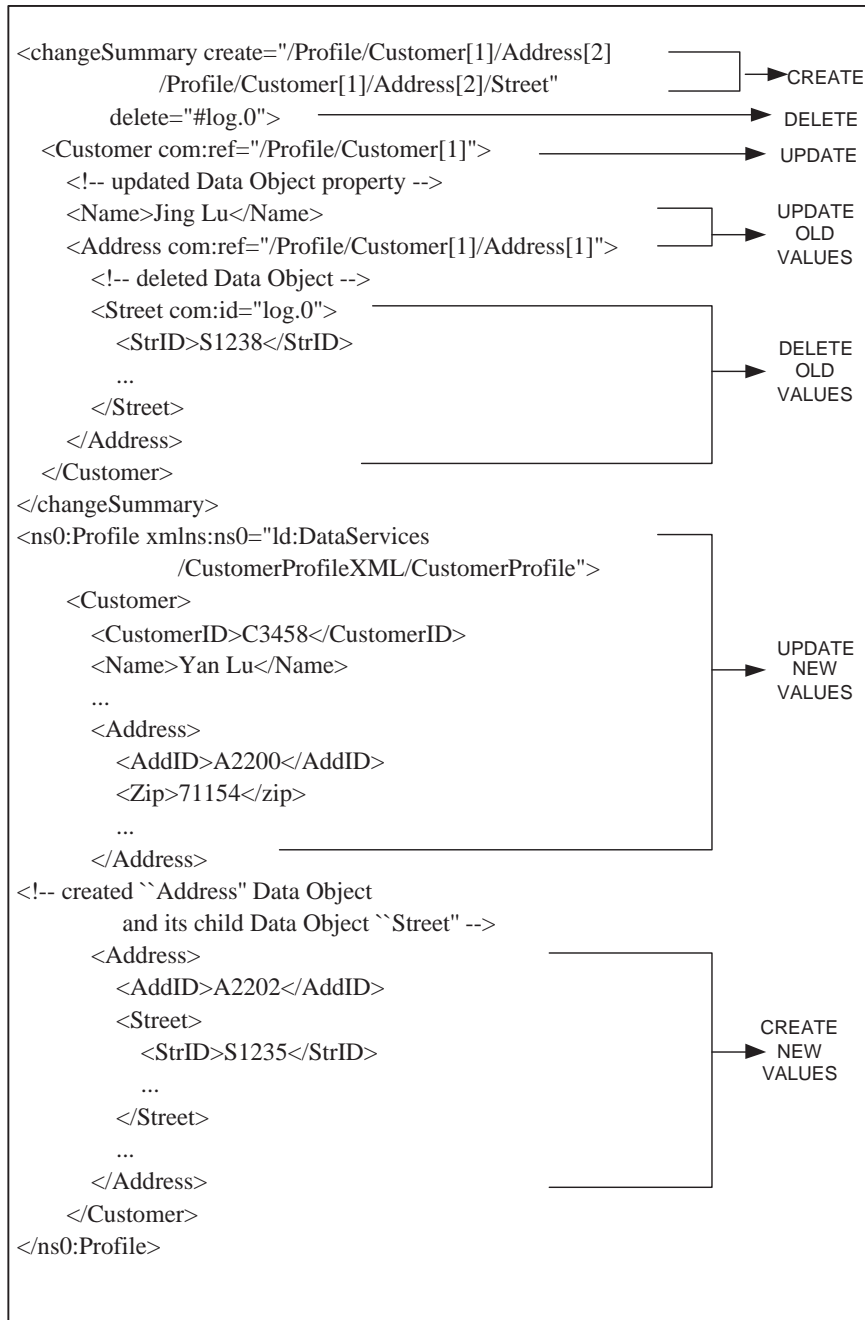 <changeSummary create="/Profile/Customer[1]/Address[2]
/Profile/Customer[1]/Address[2]/Street"
CREATE
delete="#log.0">
DELETE
<Customer com:ref="/Profile/Customer[1]">
UPDATE
<!-- updated Data Object property -->
<Name>Jing Lu</Name>
<Address com:ref="/Profile/Customer[1]/Address[1]">
UPDATE
OLD
VALUES
<!-- deleted Data Object -->
<Street com:id="log.0">
<StrID>S1238</StrID>
...
</Street>
</Address>
</Customer>
DELETE
OLD
VALUES
</changeSummary>
<ns0:Profile xmlns:ns0="ld:DataServices
/CustomerProfileXML/CustomerProfile">
<Customer>
<CustomerID>C3458</CustomerID>
<Name>Yan Lu</Name>
...
<Address>
<AddID>A2200</AddID>
<Zip>71154</zip>
...
</Address>
UPDATE
NEW
VALUES
<!-- created ``Address" Data Object
and its child Data Object ``Street" -->
<Address>
<AddID>A2202</AddID>
<Street>
<StrID>S1235</StrID>
...
</Street>
...
</Address>
CREATE
NEW
VALUES
</Customer>
</ns0:Profile>